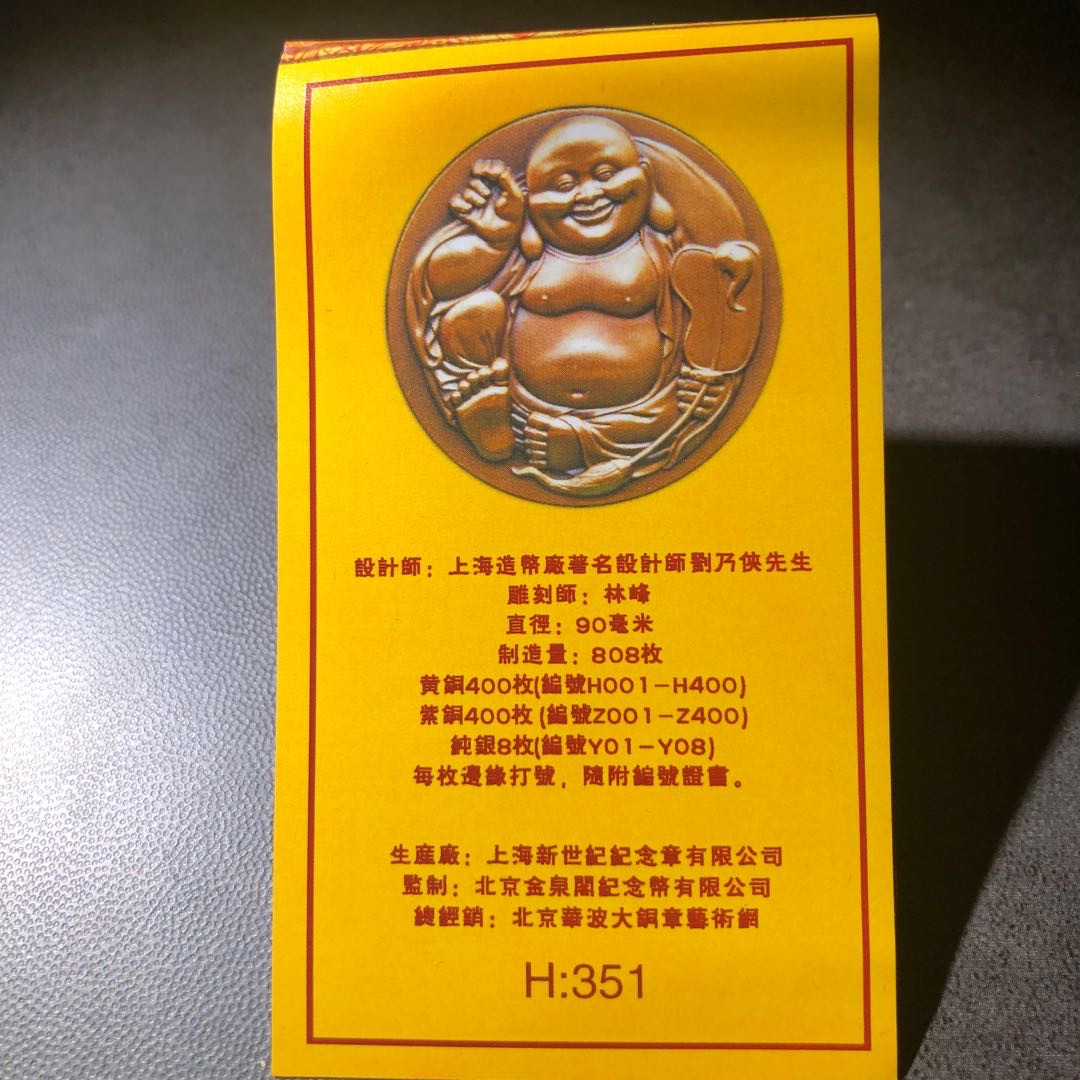 設計師：上海造幣廠著名設計師劉乃俠先生
雕刻師：林峰
直徑：90毫米
制造量：808枚
黄銅400枚(編號H001-H400)
紫銅400枚(編號Z001-Z400)
純銀8枚(編號Y01-Y08)
每枚邊緣打號，隨附編號證書。
生産廠：上海新世紀紀念章有限公司
監制：北京金泉閣紀念幣有限公司
總經銷：北京華波大銅章藝術網
H:351